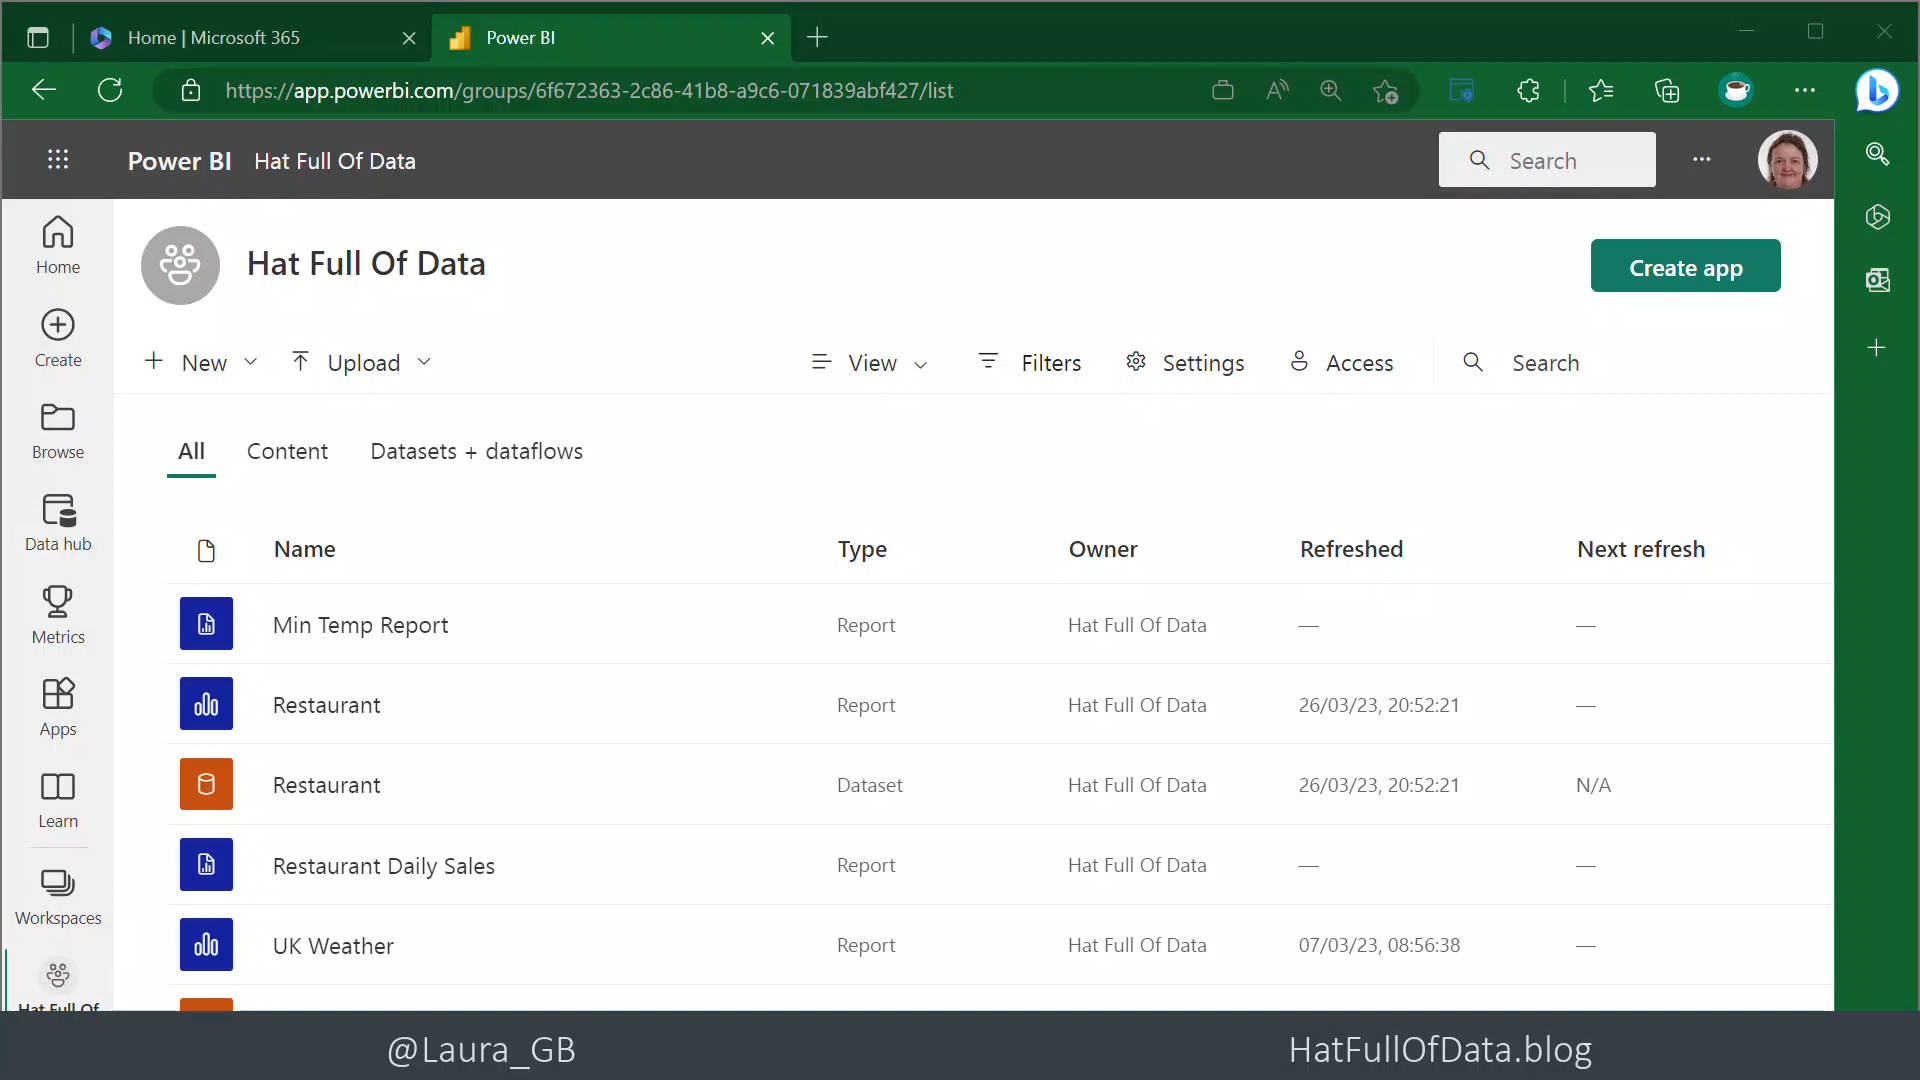 Home | Microsoft 365
Power BI
https://app.powerbi.com/groups/6f672363-2c86-41b8-a9c6-071839abf427/list
Power BI Hat Full Of Data
Search
Home
Create
Browse
Data hub
Metrics
Apps
Learn
Workspaces
Hat Full Of
Hat Full Of Data
Create app
New Upload View Filters Settings Access Search
All Content Datasets + dataflows
Name Type Owner Refreshed Next refresh
Min Temp Report Report Hat Full Of Data — —
Restaurant Report Hat Full Of Data 26/03/23, 20:52:21 —
Restaurant Dataset Hat Full Of Data 26/03/23, 20:52:21 N/A
Restaurant Daily Sales Report Hat Full Of Data — —
UK Weather Report Hat Full Of Data 07/03/23, 08:56:38 —
@Laura_GB
HatFullOfData.blog